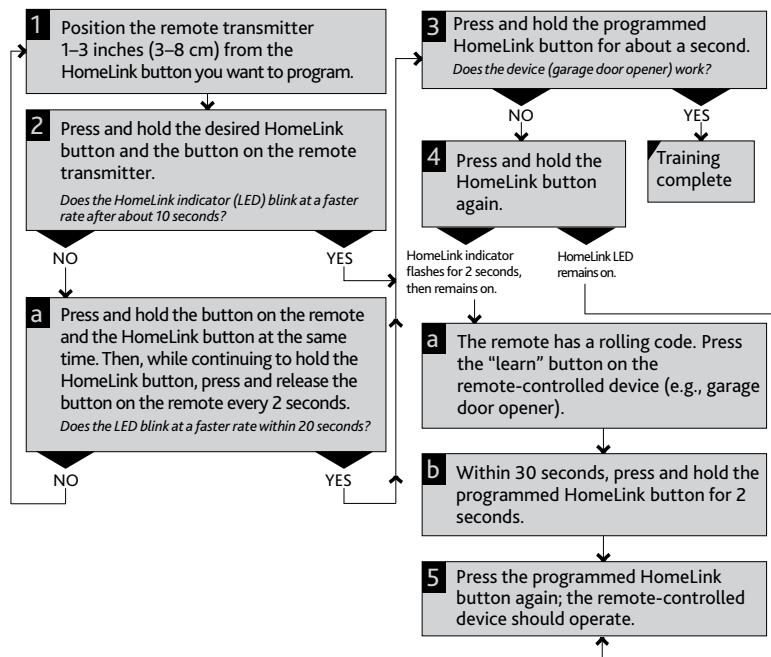 1
Position the remote transmitter
1–3 inches (3–8 cm) from the
HomeLink button you want to program.
2
Press and hold the desired HomeLink
button and the button on the remote
transmitter.
Does the HomeLink indicator (LED) blink at a faster
rate after about 10 seconds?
NO
YES
a
Press and hold the button on the remote
and the HomeLink button at the same
time. Then, while continuing to hold the
HomeLink button, press and release the
button on the remote every 2 seconds.
Does the LED blink at a faster rate within 20 seconds?
NO
YES
3
Press and hold the programmed
HomeLink button for about a second.
Does the device (garage door opener) work?
NO
YES
4
Press and hold the
HomeLink button
again.
Training
complete
HomeLink indicator
flashes for 2 seconds,
then remains on.
HomeLink LED
remains on.
a
The remote has a rolling code. Press
the “learn” button on the
remote-controlled device (e.g., garage
door opener).
b
Within 30 seconds, press and hold the
programmed HomeLink button for 2
seconds.
5
Press the programmed HomeLink
button again; the remote-controlled
device should operate.